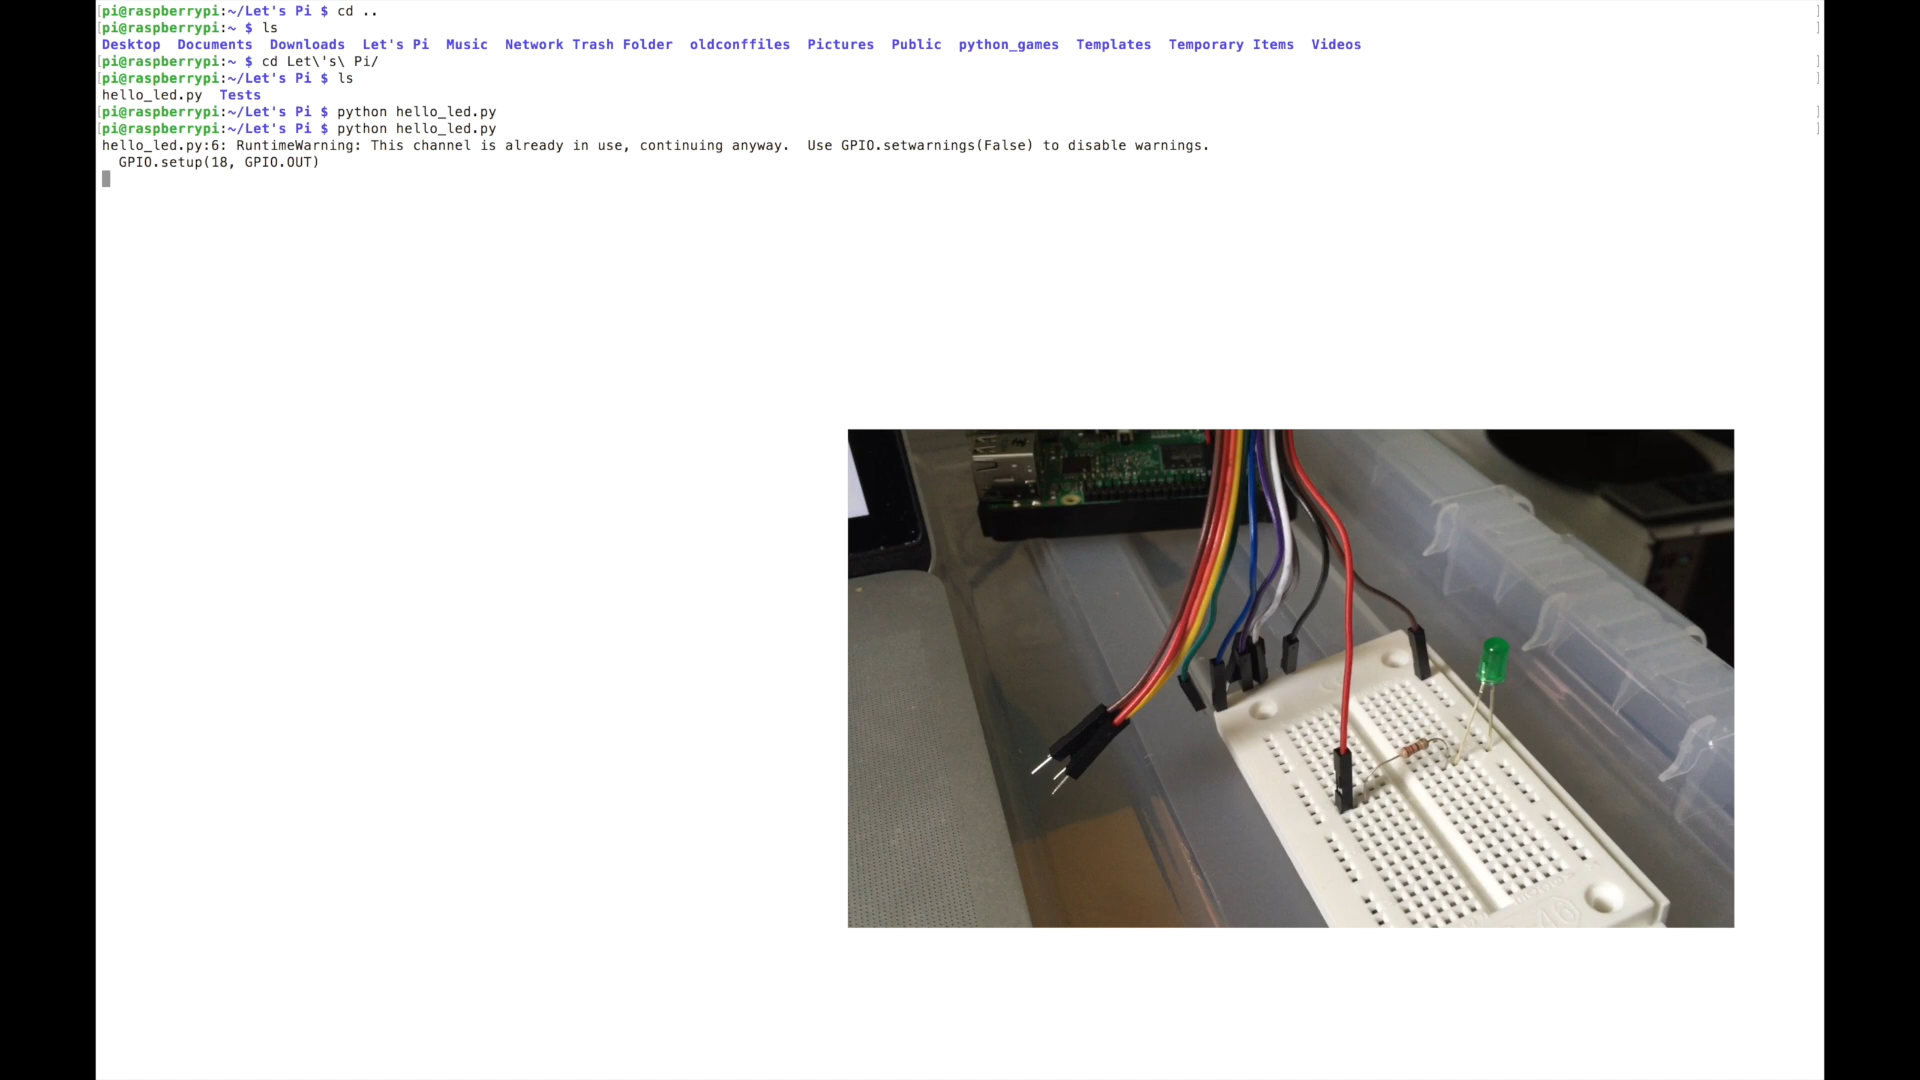 [pi@raspberrypi:~/Let's Pi $ cd .. ]
[pi@raspberrypi:~ $ ls ]
Desktop Documents Downloads Let's Pi Music Network Trash Folder oldconffiles Pictures Public python_games Templates Temporary Items Videos
[pi@raspberrypi:~ $ cd Let\'s\ Pi/ ]
[pi@raspberrypi:~/Let's Pi $ ls ]
hello_led.py Tests
[pi@raspberrypi:~/Let's Pi $ python hello_led.py ]
[pi@raspberrypi:~/Let's Pi $ python hello_led.py ]
hello_led.py:6: RuntimeWarning: This channel is already in use, continuing anyway. Use GPIO.setwarnings(False) to disable warnings.
GPIO.setup(18, GPIO.OUT)